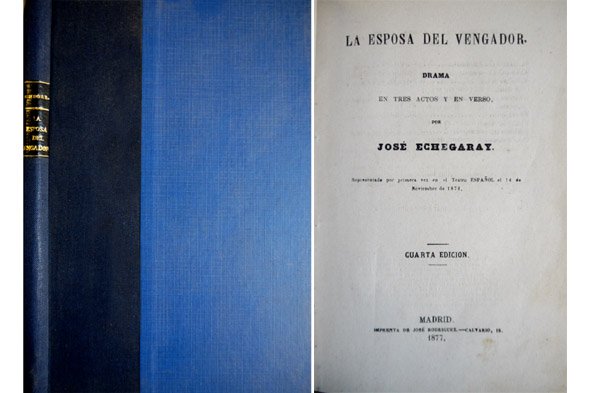 LA
ESPOSA
DEL
VENGADOR
LA ESPOSA DEL VENGADOR.
DRAMA
EN TRES ACTOS Y EN VERSO,
POR
JOSÉ ECHEGARAY.
Representado por primera vez en el Teatro ESPAÑOL el 14 de
Noviembre de 1874.
CUARTA EDICION.
MADRID.
IMPRENTA DE JOSÉ RODRIGUEZ.—CALVARIO, 18.
1877.